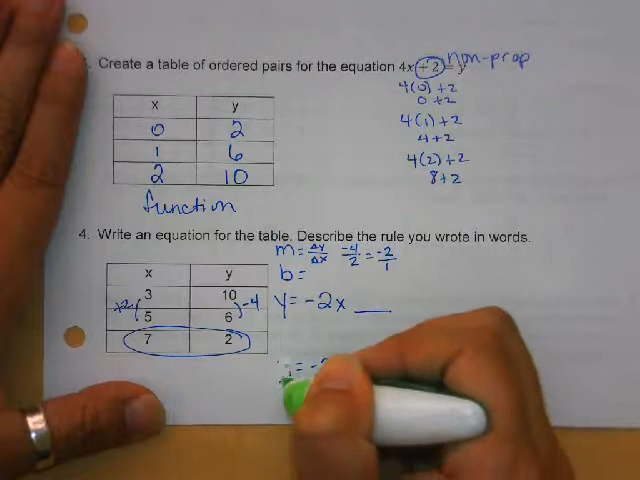 . Create a table of ordered pairs for the equation 4x +2 = y non-prop
x y
0 2
1 6
2 10
4(0)+2
0+2
4(1)+2
4+2
4(2)+2
8+2
function
4. Write an equation for the table. Describe the rule you wrote in words.
x y
3 10
5 6
7 2
-4
m = Δy/Δx -4/2 = -2/1
b =
y = -2x __
= -2